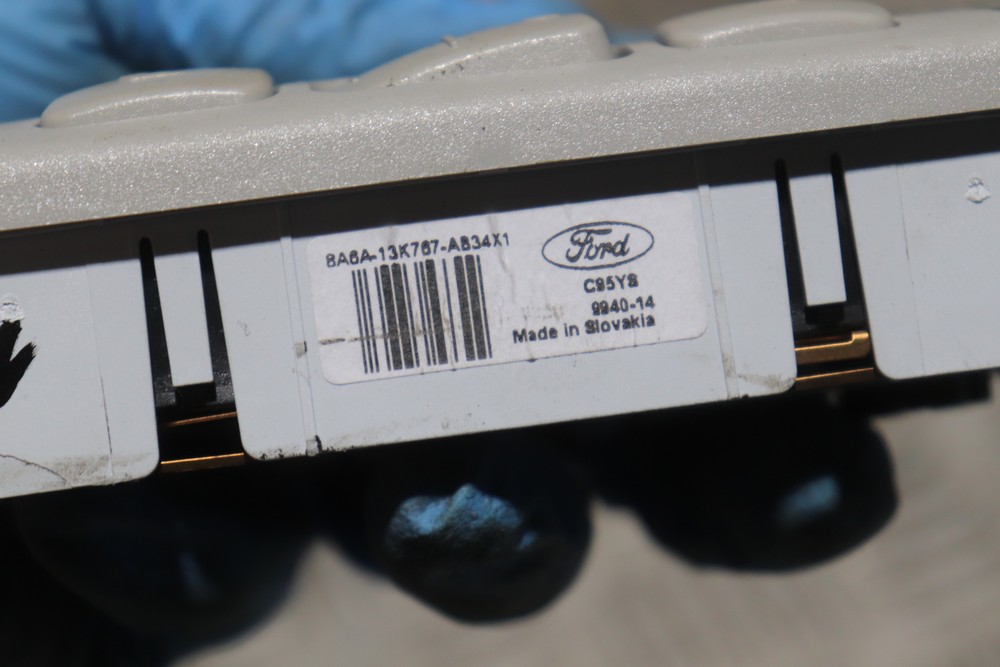 8A6A-13K767-AB34X1
Ford
C95YS
9940-14
Made in Slovakia